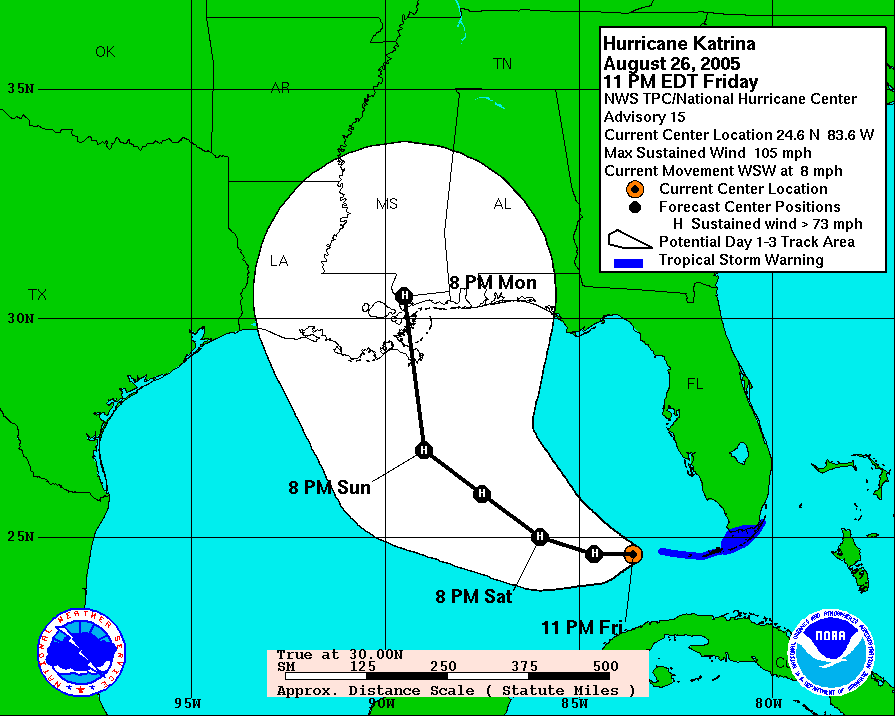 Hurricane Katrina
August 26, 2005
11 PM EDT Friday
NWS TPC/National Hurricane Center
Advisory 15
Current Center Location 24.6 N 83.6 W
Max Sustained Wind 105 mph
Current Movement WSW at 8 mph
Current Center Location
Forecast Center Positions
H Sustained wind > 73 mph
Potential Day 1-3 Track Area
Tropical Storm Warning
OK
TN
35N
AR
MS
AL
LA
8 PM Mon
H
TX
30N
FL
H
8 PM Sun
H
25N
H
H
8 PM Sat
11 PM Fri
NATIONAL WEATHER SERVICE
NOAA
True at 30.00N
SM 125 250 375 500
Approx. Distance Scale ( Statute Miles )
95W
90W
85W
80W